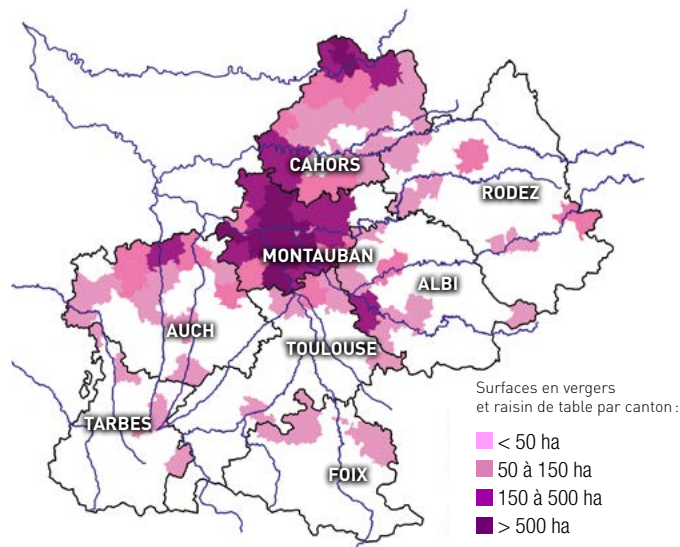 CAHORS
RODEZ
MONTAUBAN
ALBI
AUCH
TOULOUSE
TARBES
FOIX
Surfaces en vergers
et raisin de table par canton :
< 50 ha
50 à 150 ha
150 à 500 ha
> 500 ha